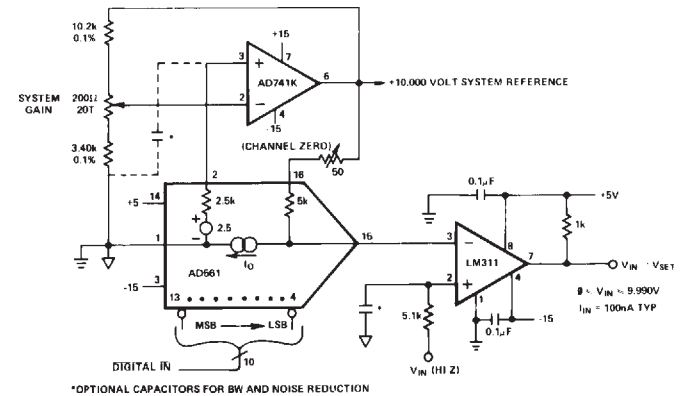 10.2k
0.1%
+15
3
+
7
AD741K
6
+10,000 VOLT SYSTEM REFERENCE
SYSTEM
GAIN
200Ω
20T
2
−
4
-15
*
3.40k
0.1%
(CHANNEL ZERO)
50
2
16
+5
14
2.5k
5k
+
2.5
−
1
IO
15
-15
3
AD561
13
4
MSB
LSB
DIGITAL IN
10
0.1µF
+5V
1k
3
−
8
LM311
7
2
+
4
1
*
5.1k
0.1µF
-15
VIN
VSET
VIN
9.990V
IIN = 100nA TYP
VIN (HI Z)
*OPTIONAL CAPACITORS FOR BW AND NOISE REDUCTION